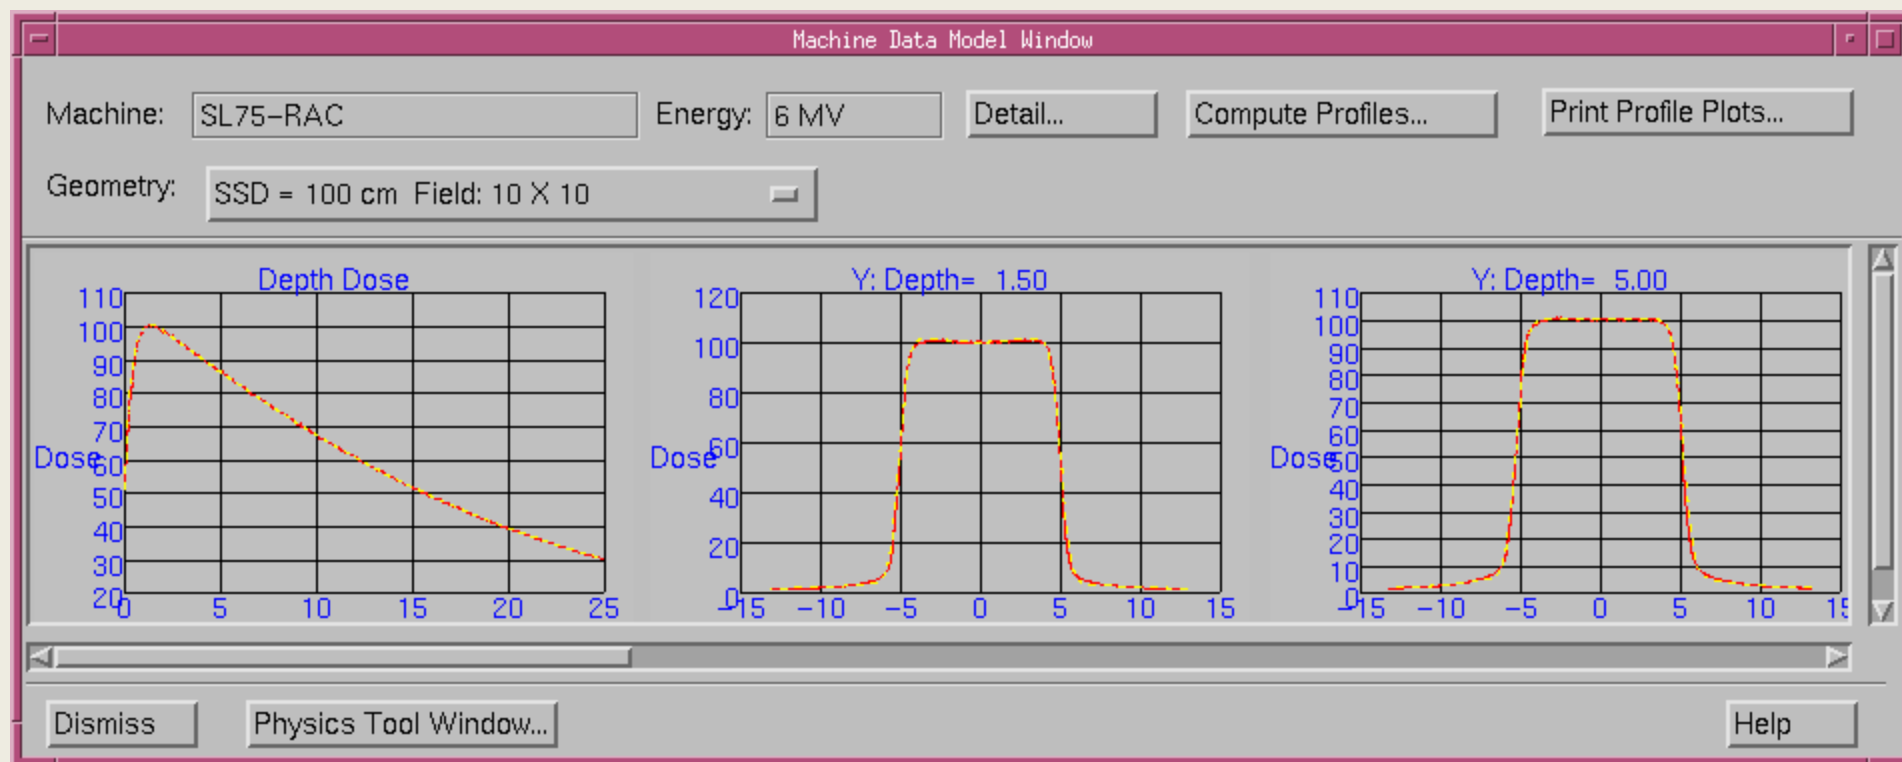 Machine Data Model Window
Machine: SL75-RAC Energy: 6 MV Detail... Compute Profiles... Print Profile Plots...
Geometry: SSD = 100 cm Field: 10 X 10
Depth Dose
110
100
90
80
70
Dose
60
50
40
30
20
0 5 10 15 20 25
Y: Depth= 1.50
120
100
80
Dose
60
40
20
0
-15 -10 -5 0 5 10 15
Y: Depth= 5.00
110
100
90
80
70
60
Dose
50
40
30
20
10
0
-15 -10 -5 0 5 10 15
Dismiss Physics Tool Window... Help